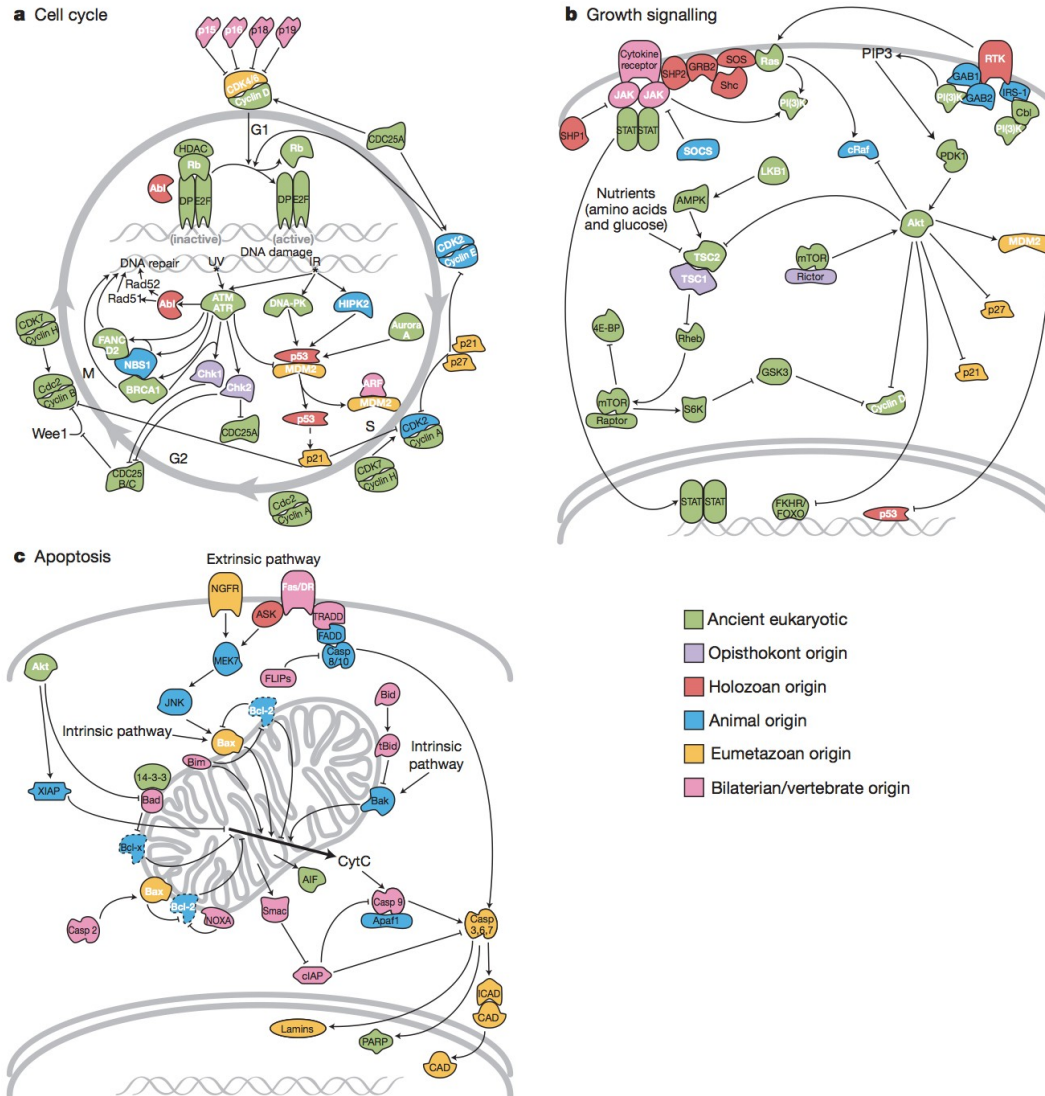 a Cell cycle
p15
p16
p18
p19
CDK4/6
Cyclin D
G1
CDC25A
HDAC
Rb
Abl
DP
E2F
(inactive)
Rb
DP
E2F
(active)
DNA damage
DNA repair
UV
IR
Rad52
Rad51
Abl
ATM
ATR
DNA-PK
HIPK2
CDK2
Cyclin E
Aurora
A
CDK7
Cyclin H
FANC
D2
NBS1
BRCA1
p53
MDM2
p21
p27
M
Chk1
Chk2
ARF
MDM2
Cdc2
Cyclin B
Wee1
CDC25A
p53
S
CDK2
Cyclin A
G2
p21
CDK7
Cyclin H
CDC25
B/C
Cdc2
Cyclin A
b Growth signalling
Cytokine
receptor
JAK
JAK
SHP2
GRB2
SOS
Shc
Ras
PIP3
RTK
GAB1
GAB2
IRS-1
PI(3)K
PI(3)K
Cbl
PI(3)K
SHP1
STAT
STAT
SOCS
cRaf
PDK1
LKB1
Nutrients
(amino acids
and glucose)
AMPK
Akt
TSC2
TSC1
mTOR
Rictor
MDM2
p27
4E-BP
Rheb
GSK3
p21
mTOR
Raptor
S6K
Cyclin D
STAT
STAT
FKHR/
FOXO
p53
c Apoptosis
Extrinsic pathway
NGFR
Fas/DR
ASK
TRADD
FADD
Casp
8/10
MEK7
FLIPs
Akt
JNK
Bcl-2
Bid
Intrinsic pathway
Bax
Bim
tBid
Intrinsic
pathway
14-3-3
Bad
XIAP
Bak
Bcl-x
CytC
AIF
Bax
Bcl-2
NOXA
Smac
Casp 9
Apaf1
Casp 2
Casp
3,6,7
cIAP
ICAD
CAD
Lamins
PARP
CAD
Ancient eukaryotic
Opisthokont origin
Holozoan origin
Animal origin
Eumetazoan origin
Bilaterian/vertebrate origin